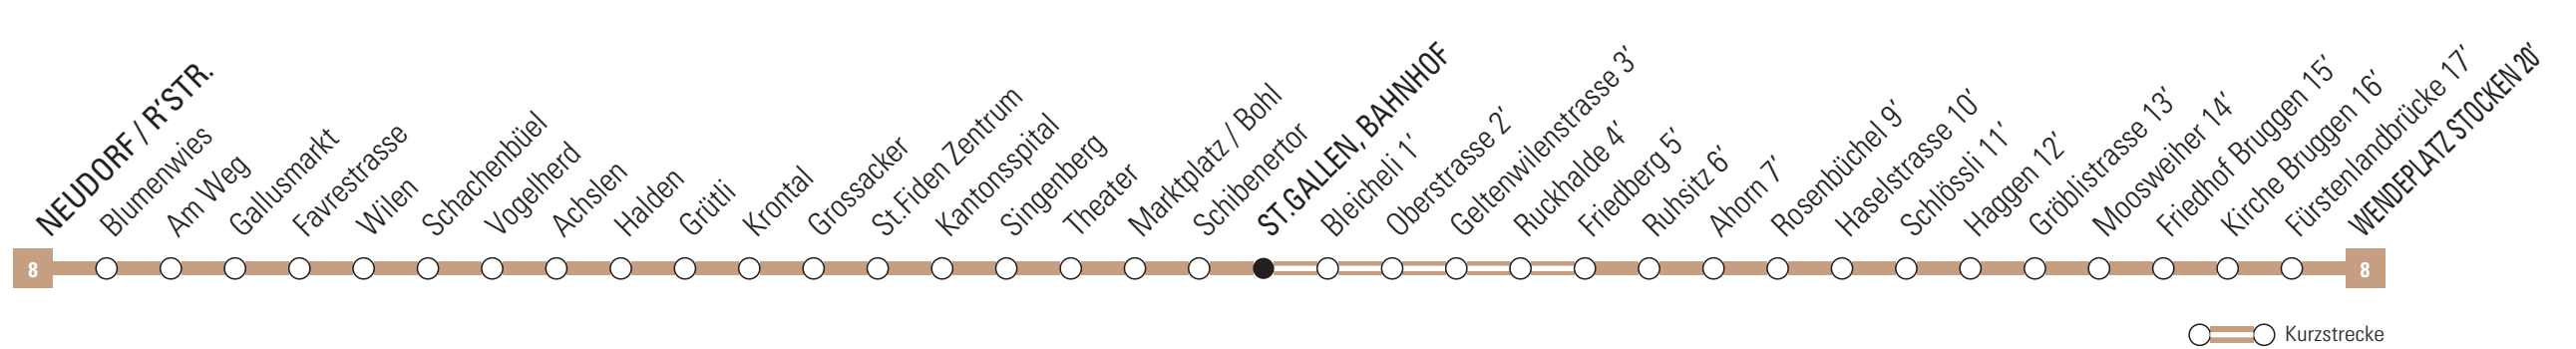 NEUDORF / R'STR.
Blumenwies
Am Weg
Gallusmarkt
Favrestrasse
Wilen
Schachenbüel
Vogelherd
Achslen
Halden
Grütli
Krontal
Grossacker
St.Fiden Zentrum
Kantonsspital
Singenberg
Theater
Marktplatz / Bohl
Schibenertor
ST.GALLEN, BAHNHOF
Bleicheli 1'
Oberstrasse 2'
Geltenwilenstrasse 3'
Ruckhalde 4'
Friedberg 5'
Ruhsitz 6'
Ahorn 7'
Rosenbüchel 9'
Haselstrasse 10'
Schlössli 11'
Haggen 12'
Gröblistrasse 13'
Moosweiher 14'
Friedhof Bruggen 15'
Kirche Bruggen 16'
Fürstenlandbrücke 17'
WENDEPLATZ STOCKEN 20'
8
8
Kurzstrecke